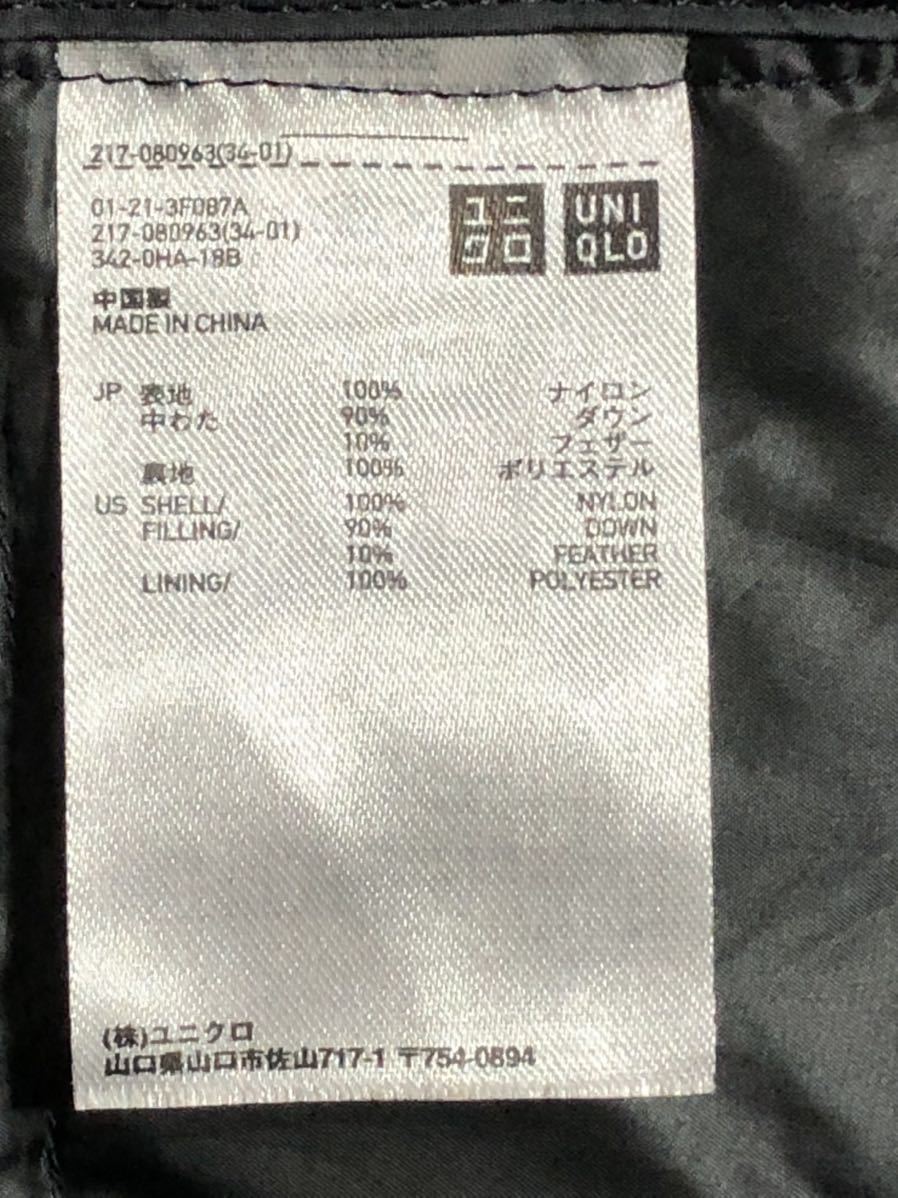 217-080963(34-01)
01-21-3F087A
217-080963(34-01)
342-0HA-18B
ユニ
クロ
UNI
QLO
中国製
MADE IN CHINA
JP 表地 100% ナイロン
中わた 90% ダウン
10% フェザー
裏地 100% ポリエステル
US SHELL/ 100% NYLON
FILLING/ 90% DOWN
10% FEATHER
LINING/ 100% POLYESTER
(株)ユニクロ
山口県山口市佐山717-1 〒754-0894